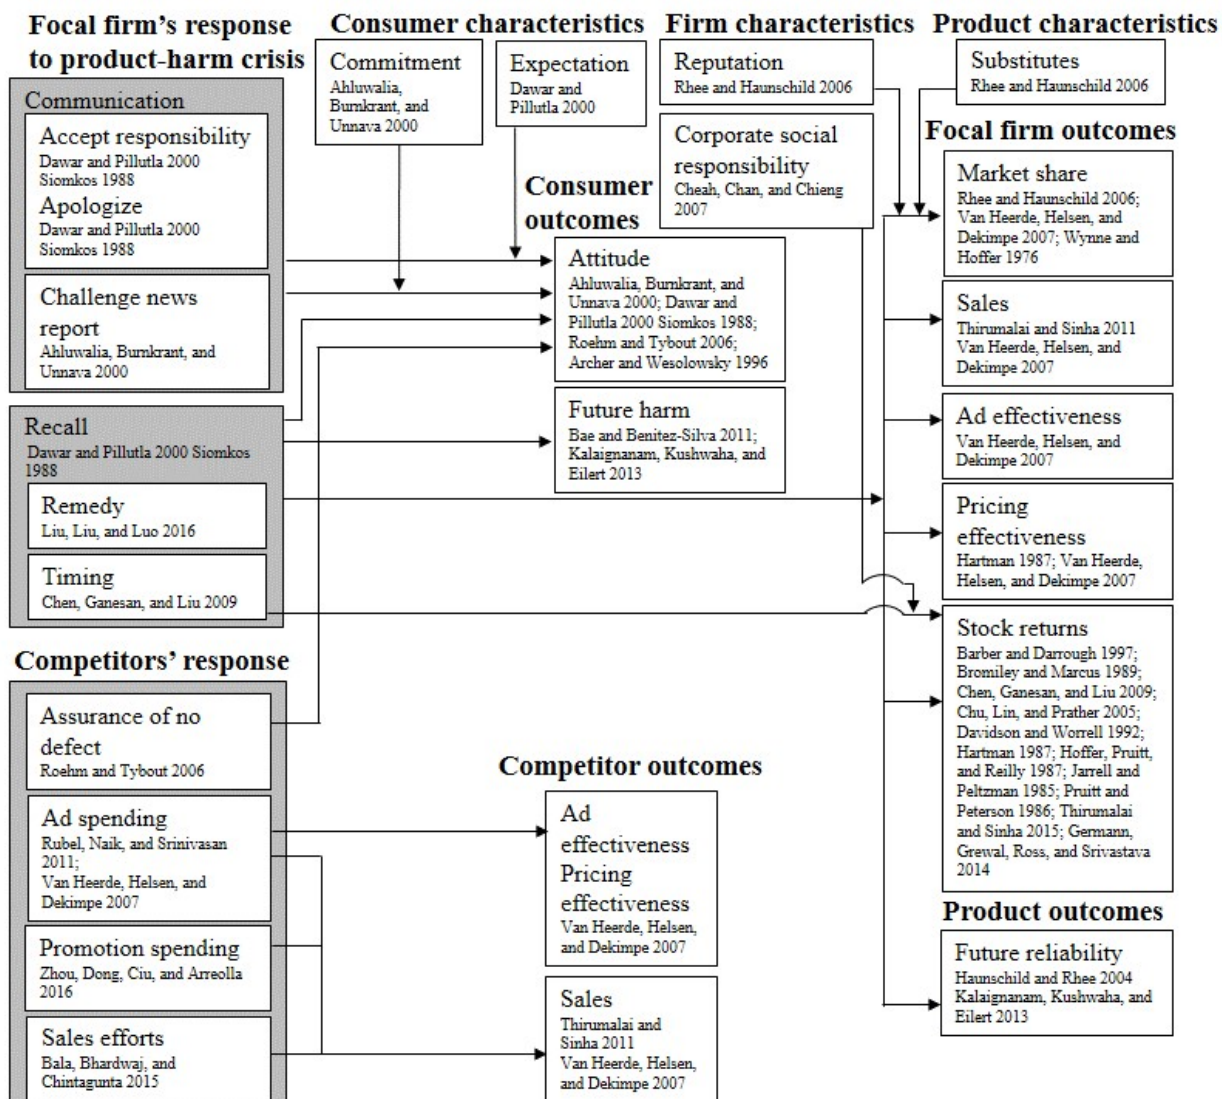 Focal firm's response
to product-harm crisis
Communication
Accept responsibility
Dawar and Pillutla 2000
Siomkos 1988
Apologize
Dawar and Pillutla 2000
Siomkos 1988
Challenge news
report
Ahluwalia, Burnkrant, and
Unnava 2000
Recall
Dawar and Pillutla 2000 Siomkos
1988
Remedy
Liu, Liu, and Luo 2016
Timing
Chen, Ganesan, and Liu 2009
Competitors' response
Assurance of no
defect
Roehm and Tybout 2006
Ad spending
Rubel, Naik, and Srinivasan
2011;
Van Heerde, Helsen, and
Dekimpe 2007
Promotion spending
Zhou, Dong, Ciu, and Arreolla
2016
Sales efforts
Bala, Bhardwaj, and
Chintagunta 2015
Consumer characteristics
Commitment
Ahluwalia,
Burnkrant, and
Unnava 2000
Expectation
Dawar and
Pillutla 2000
Consumer
outcomes
Attitude
Ahluwalia, Burnkrant, and
Unnava 2000; Dawar and
Pillutla 2000 Siomkos 1988;
Roehm and Tybout 2006;
Archer and Wesolowsky 1996
Future harm
Bae and Benitez-Silva 2011;
Kalaignanam, Kushwaha, and
Eilert 2013
Competitor outcomes
Ad
effectiveness
Pricing
effectiveness
Van Heerde, Helsen,
and Dekimpe 2007
Sales
Thirumalai and
Sinha 2011
Van Heerde, Helsen,
and Dekimpe 2007
Firm characteristics
Reputation
Rhee and Haunschild 2006
Corporate social
responsibility
Cheah, Chan, and Chieng
2007
Product characteristics
Substitutes
Rhee and Haunschild 2006
Focal firm outcomes
Market share
Rhee and Haunschild 2006;
Van Heerde, Helsen, and
Dekimpe 2007; Wynne and
Hoffer 1976
Sales
Thirumalai and Sinha 2011
Van Heerde, Helsen, and
Dekimpe 2007
Ad effectiveness
Van Heerde, Helsen, and
Dekimpe 2007
Pricing
effectiveness
Hartman 1987; Van Heerde,
Helsen, and Dekimpe 2007
Stock returns
Barber and Darrough 1997;
Bromiley and Marcus 1989;
Chen, Ganesan, and Liu 2009;
Chu, Lin, and Prather 2005;
Davidson and Worrell 1992;
Hartman 1987; Hoffer, Pruitt,
and Reilly 1987; Jarrell and
Peltzman 1985; Pruitt and
Peterson 1986; Thirumalai
and Sinha 2015; Germann,
Grewal, Ross, and Srivastava
2014
Product outcomes
Future reliability
Haunschild and Rhee 2004
Kalaignanam, Kushwaha, and
Eilert 2013